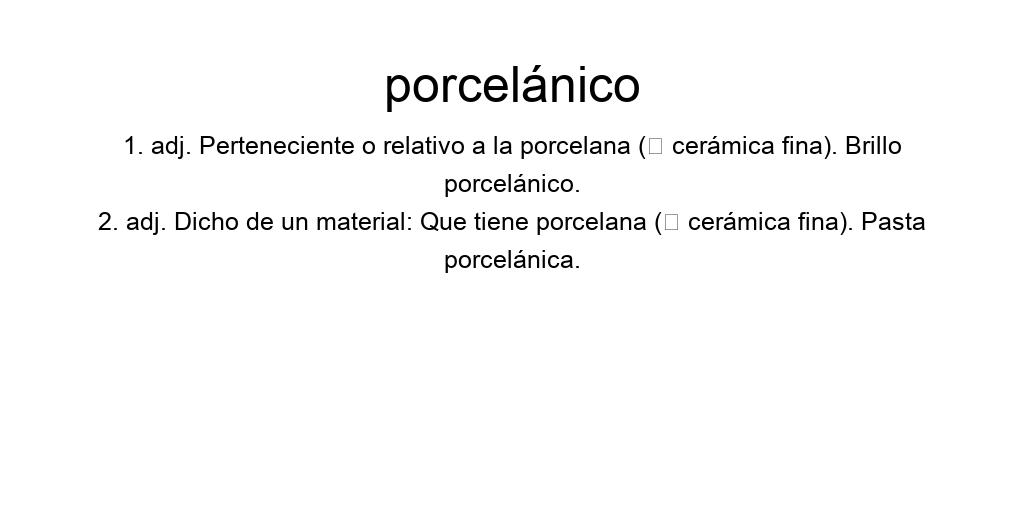 porcelánico
1. adj. Perteneciente o relativo a la porcelana (□ cerámica fina). Brillo
porcelánico.
2. adj. Dicho de un material: Que tiene porcelana (□ cerámica fina). Pasta
porcelánica.